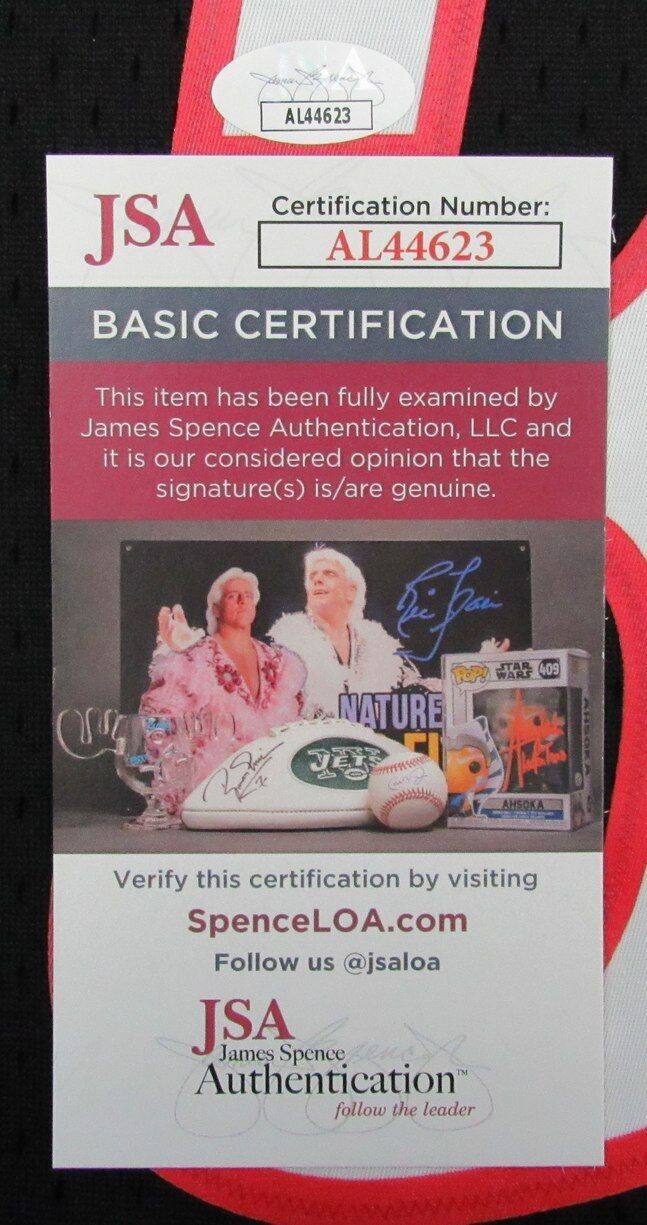 AL44623
JSA
Certification Number:
AL44623
BASIC CERTIFICATION
This item has been fully examined by
James Spence Authentication, LLC and
it is our considered opinion that the
signature(s) is/are genuine.
NATURE
JETS
POP! STAR WARS 409
AHSOKA
AHSOKA
Verify this certification by visiting
SpenceLOA.com
Follow us @jsaloa
JSA
James Spence
Authentication™
follow the leader